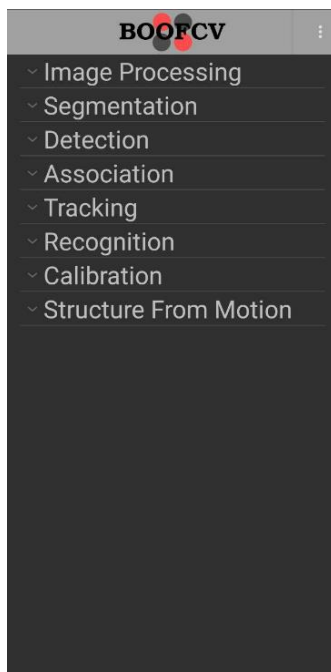 BOOFCV
Image Processing
Segmentation
Detection
Association
Tracking
Recognition
Calibration
Structure From Motion